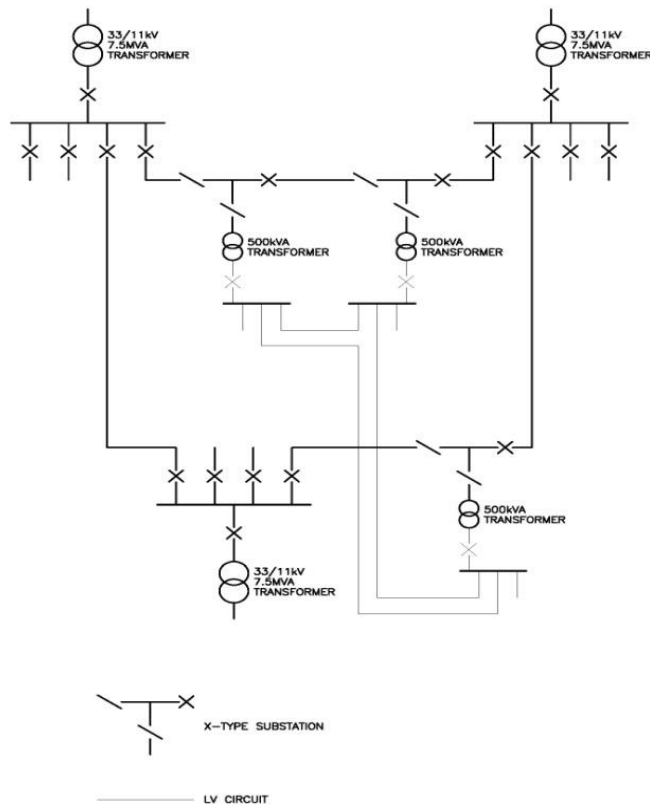 33/11kV
7.5MVA
TRANSFORMER
33/11kV
7.5MVA
TRANSFORMER
500kVA
TRANSFORMER
500kVA
TRANSFORMER
500kVA
TRANSFORMER
33/11kV
7.5MVA
TRANSFORMER
X-TYPE SUBSTATION
LV CIRCUIT